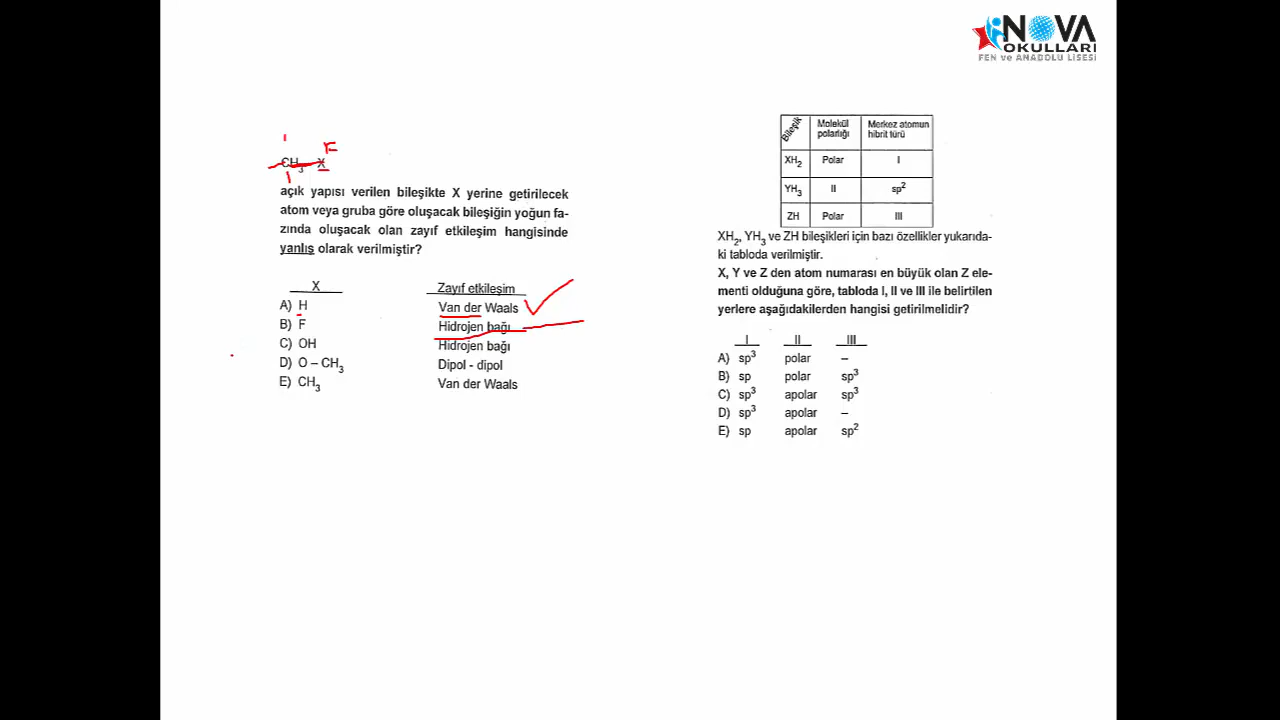 NOVA
OKULLARI
FEN ve ANADOLU LİSESİ
F
CH3 X
açık yapısı verilen bileşikte X yerine getirilecek
atom veya gruba göre oluşacak bileşiğin yoğun fa-
zında oluşacak olan zayıf etkileşim hangisinde
yanlış olarak verilmiştir?
X Zayıf etkileşim
A) H Van der Waals
B) F Hidrojen bağı
C) OH Hidrojen bağı
D) O – CH3 Dipol - dipol
E) CH3 Van der Waals
Bileşik Molekül polarlığı Merkez atomun hibrit türü
XH2 Polar I
YH3 II sp2
ZH Polar III
XH2, YH3 ve ZH bileşikleri için bazı özellikler yukarıda-
ki tabloda verilmiştir.
X, Y ve Z den atom numarası en büyük olan Z ele-
menti olduğuna göre, tabloda I, II ve III ile belirtilen
yerlere aşağıdakilerden hangisi getirilmelidir?
I II III
A) sp3 polar –
B) sp polar sp3
C) sp3 apolar sp3
D) sp3 apolar –
E) sp apolar sp2